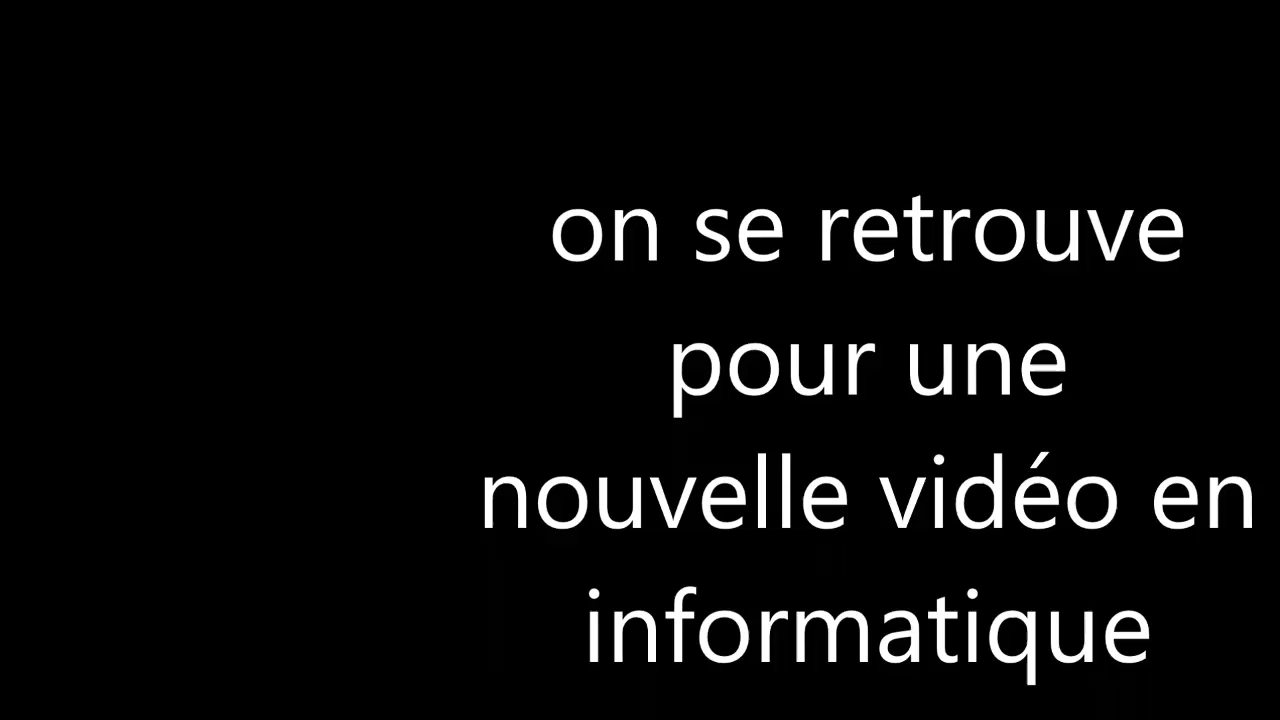 on se retrouve
pour une
nouvelle vidéo en
informatique